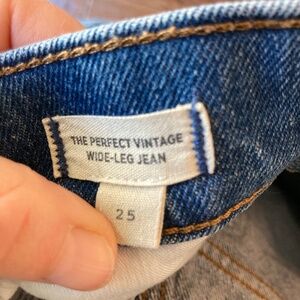 THE PERFECT VINTAGE
WIDE-LEG JEAN
25